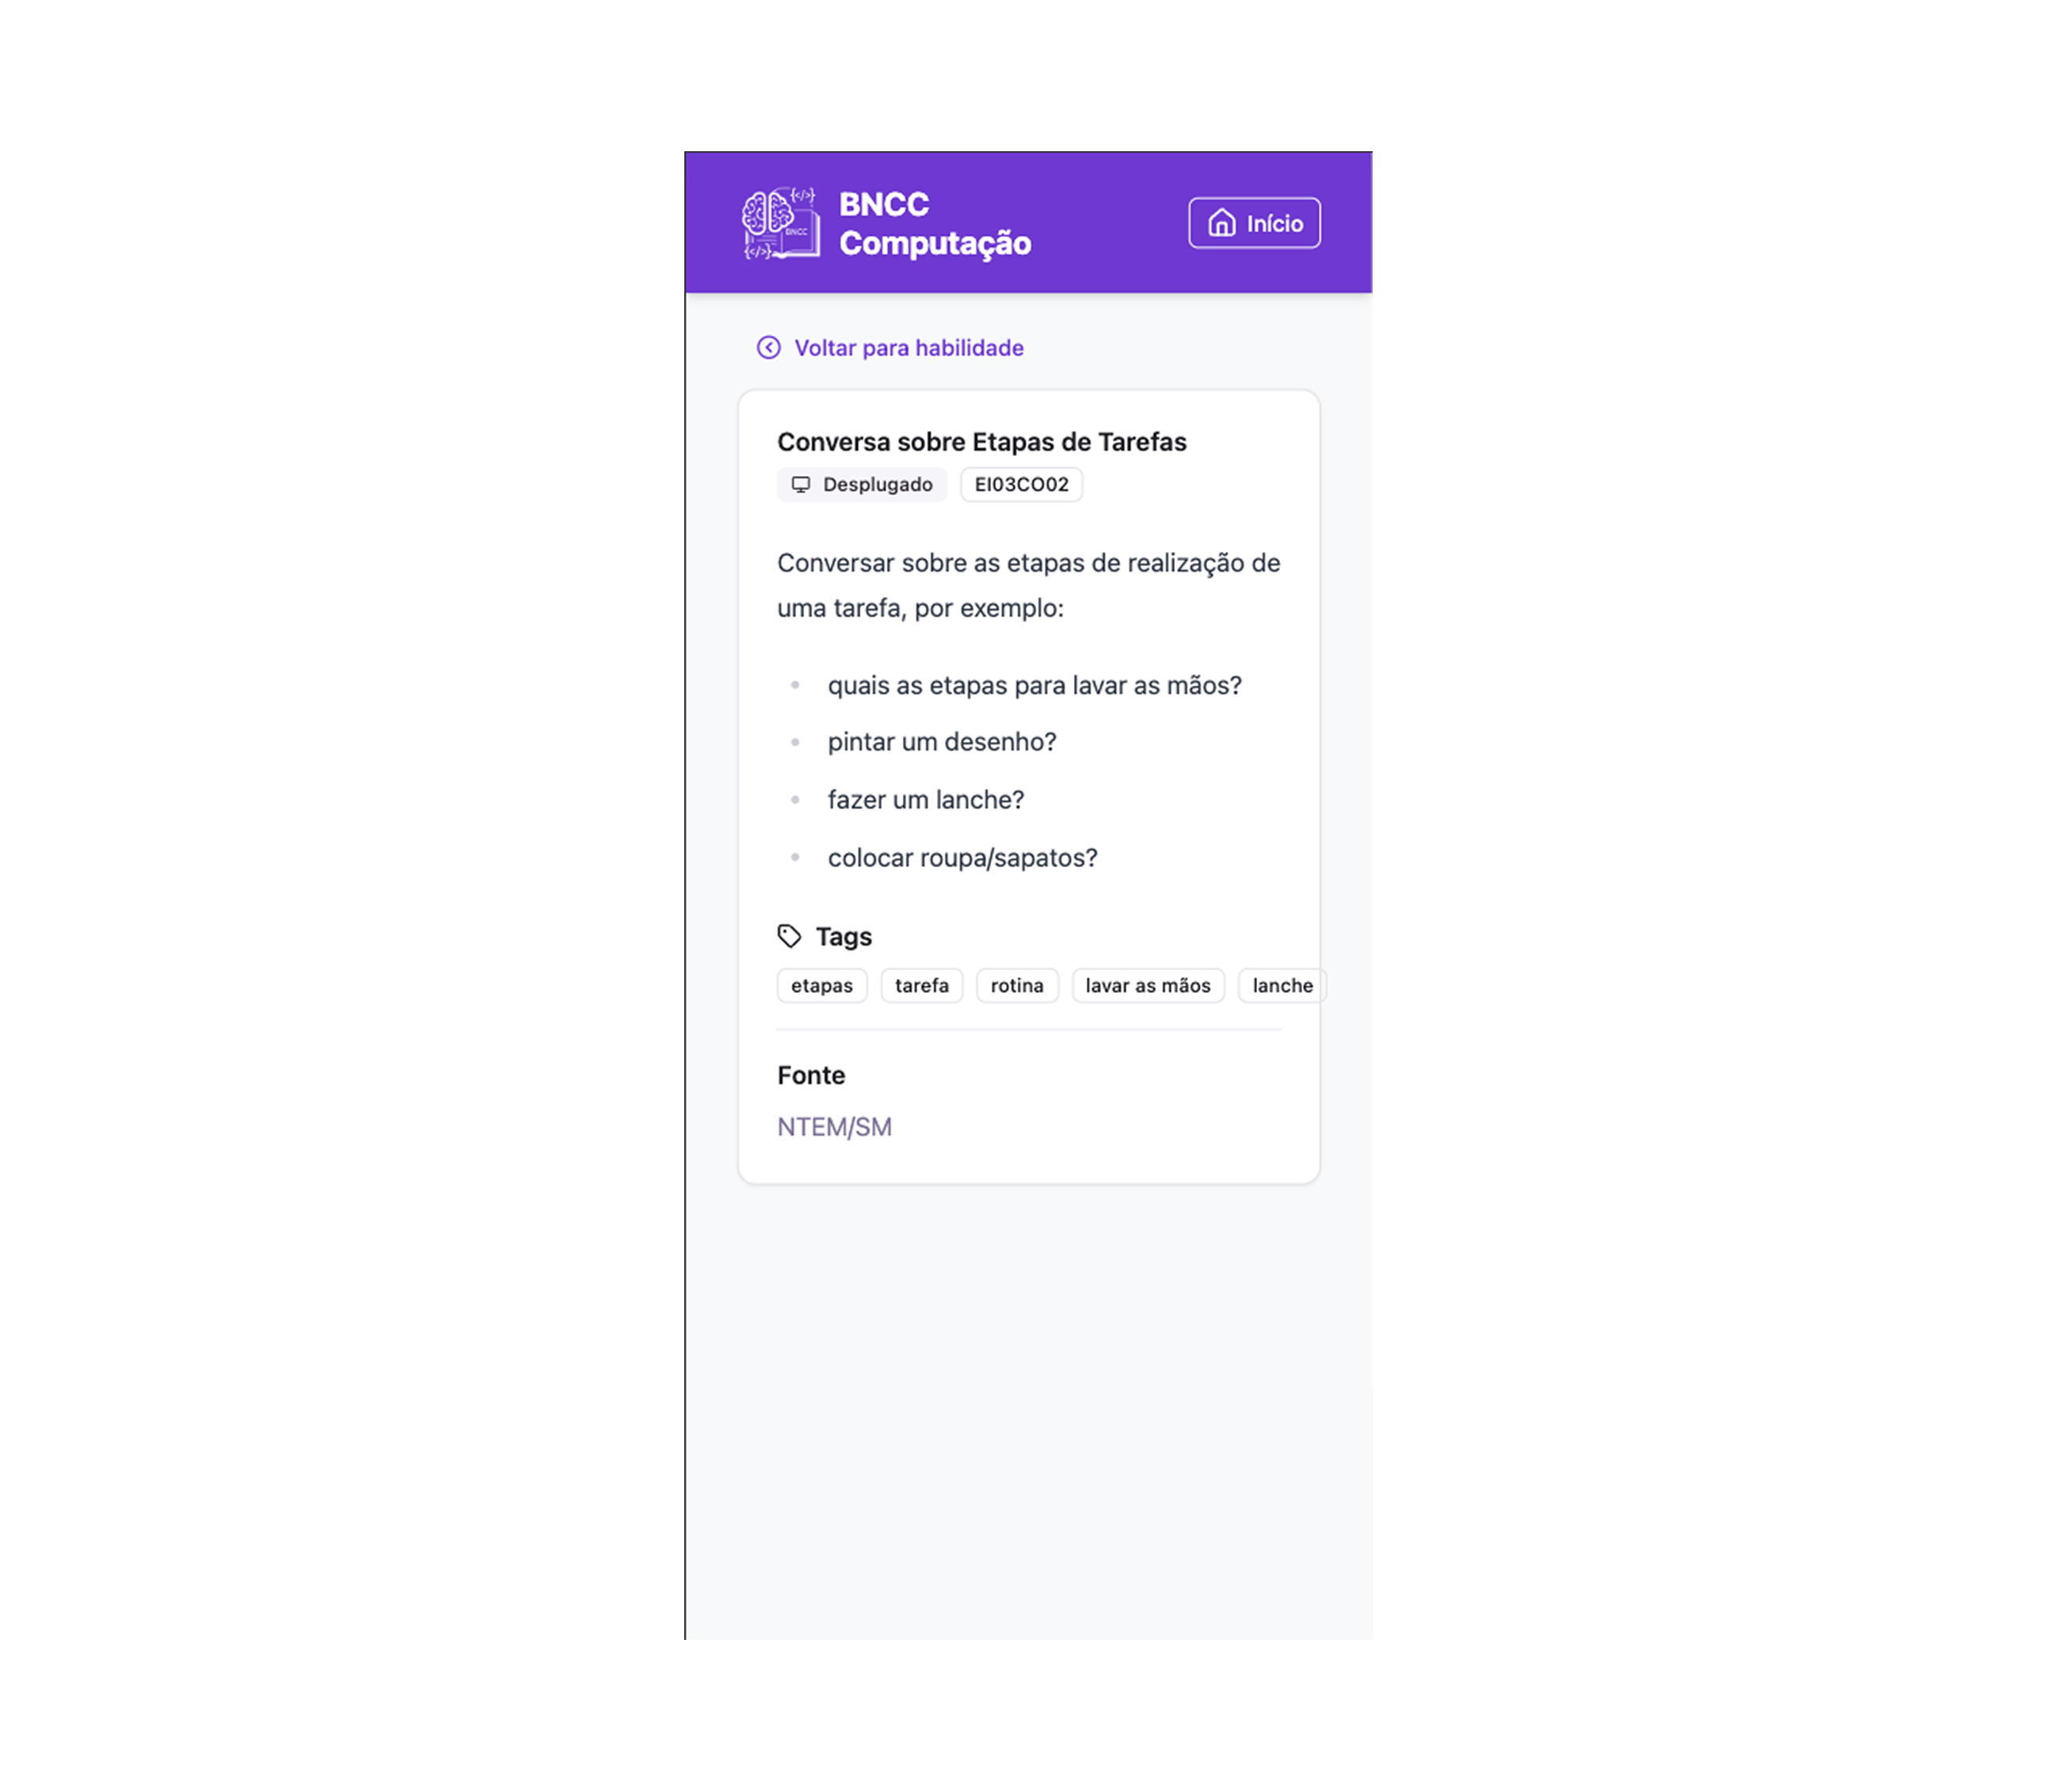 {</>}
BNCC
{</>}
BNCC
Computação
Início
Voltar para habilidade
Conversa sobre Etapas de Tarefas
Desplugado EI03CO02
Conversar sobre as etapas de realização de
uma tarefa, por exemplo:
quais as etapas para lavar as mãos?
pintar um desenho?
fazer um lanche?
colocar roupa/sapatos?
Tags
etapas tarefa rotina lavar as mãos lanche
Fonte
NTEM/SM